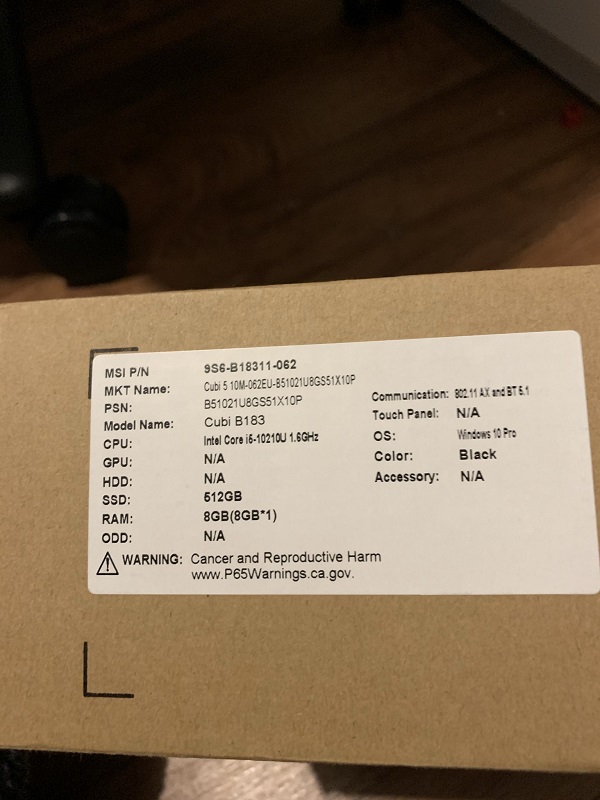 MSI P/N 9S6-B18311-062
MKT Name: Cubi 5 10M-062EU-B51021U8GS51X10P
PSN: B51021U8GS51X10P
Model Name: Cubi B183
CPU: Intel Core i5-10210U 1.6GHz
GPU: N/A
HDD: N/A
SSD: 512GB
RAM: 8GB(8GB*1)
ODD: N/A
Communication: 802.11 AX and BT 5.1
Touch Panel: N/A
OS: Windows 10 Pro
Color: Black
Accessory: N/A
WARNING: Cancer and Reproductive Harm
www.P65Warnings.ca.gov.